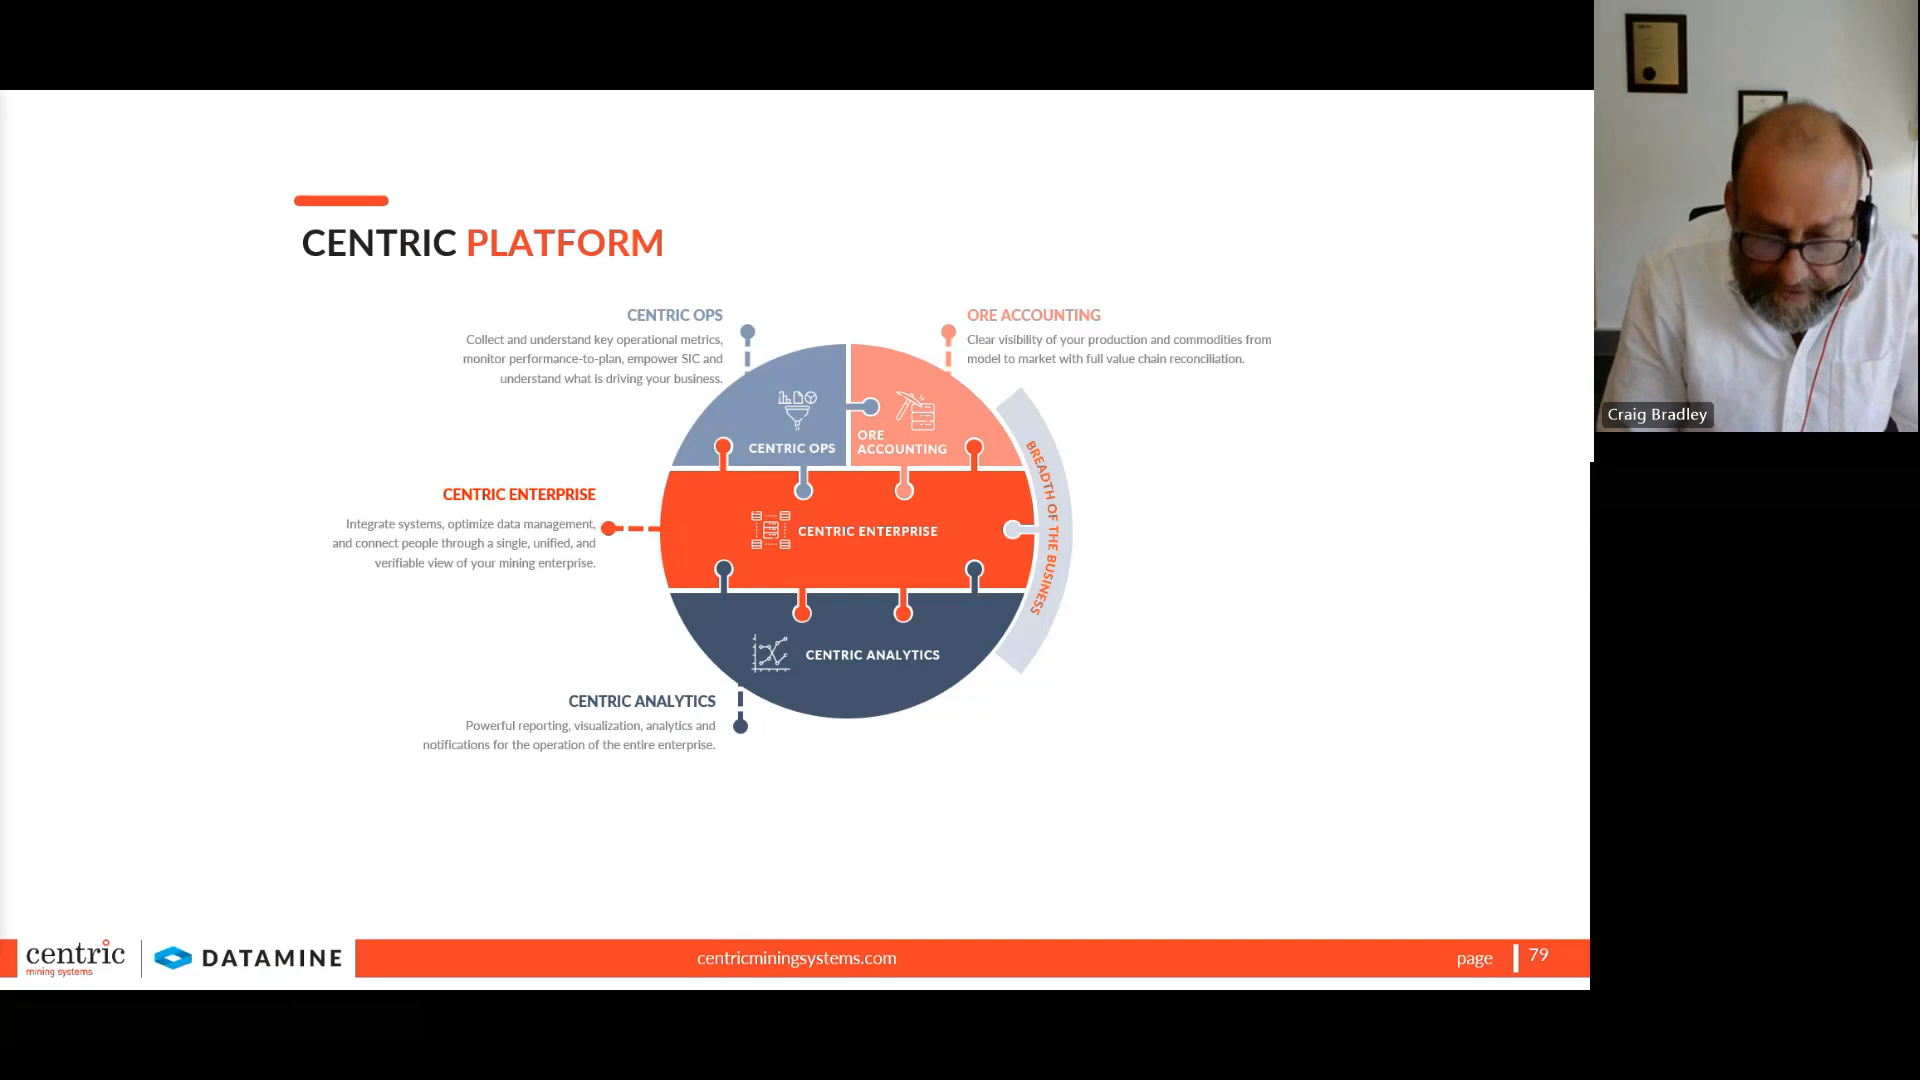 CENTRIC PLATFORM
CENTRIC OPS
Collect and understand key operational metrics,
monitor performance-to-plan, empower SIC and
understand what is driving your business.
ORE ACCOUNTING
Clear visibility of your production and commodities from
model to market with full value chain reconciliation.
CENTRIC OPS
ORE
ACCOUNTING
BREADTH OF THE BUSINESS
CENTRIC ENTERPRISE
Integrate systems, optimize data management,
and connect people through a single, unified, and
verifiable view of your mining enterprise.
CENTRIC ENTERPRISE
CENTRIC ANALYTICS
CENTRIC ANALYTICS
Powerful reporting, visualization, analytics and
notifications for the operation of the entire enterprise.
centric
mining systems
DATAMINE
centricminingsystems.com
page 79
Craig Bradley